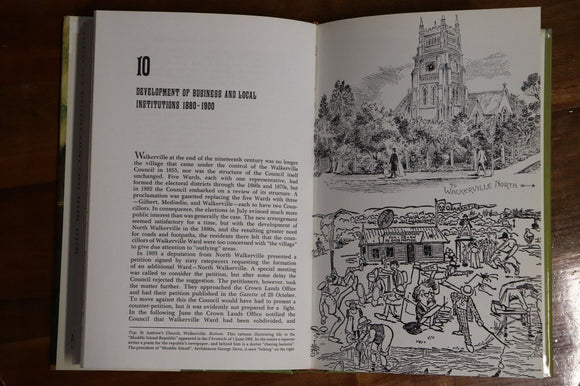 10
DEVELOPMENT OF BUSINESS AND LOCAL
INSTITUTIONS 1880–1900
Walkerville at the end of the nineteenth century was no longer
the village that came under the control of the Walkerville
Council in 1855, nor was the structure of the Council itself
unchanged. Five Wards, each with one representative, had
formed the electoral districts through the 1860s and 1870s, but
in 1882 the Council embarked on a review of its structure. A
proclamation was gazetted replacing the five Wards with three
—Gilbert, Medindie, and Walkerville—each to have two Coun-
cillors. In consequence, the elections in July evinced much more
public interest than was generally the case. The new arrangement
seemed satisfactory for a time, but with the development of
North Walkerville in the 1880s, and the resulting greater need
for roads and footpaths, the residents there felt that the coun-
cillors of Walkerville Ward were too concerned with "the village"
to give due attention to "outlying" areas.
In 1893 a deputation from North Walkerville presented a
petition signed by sixty ratepayers requesting the formation
of an additional Ward—North Walkerville. A special meeting
was called to consider the petition, but after some delay the
Council rejected the suggestion. The petitioners, however, took
the matter further. They approached the Crown Lands Office
and had their petition published in the Gazette of 26 October.
To move against this the Council would have had to present a
counter-petition, but it was evidently not prepared for a fight.
In the following June the Crown Lands Office notified the
Council that Walkerville Ward had been subdivided, and
Top: St Andrew's Church, Walkerville. Bottom: This cartoon illustrating life in the
"Muddle Island Republic" appeared in the Chronicle of 1 June 1901. In the centre a reporter
writes a poem for the republic's newspaper, and behind him is a doctor "chasing bacteria".
The president of "Muddle Island", Archdeacon George Dove, is seen "fishing" on the right
WALKERVILLE NORTH